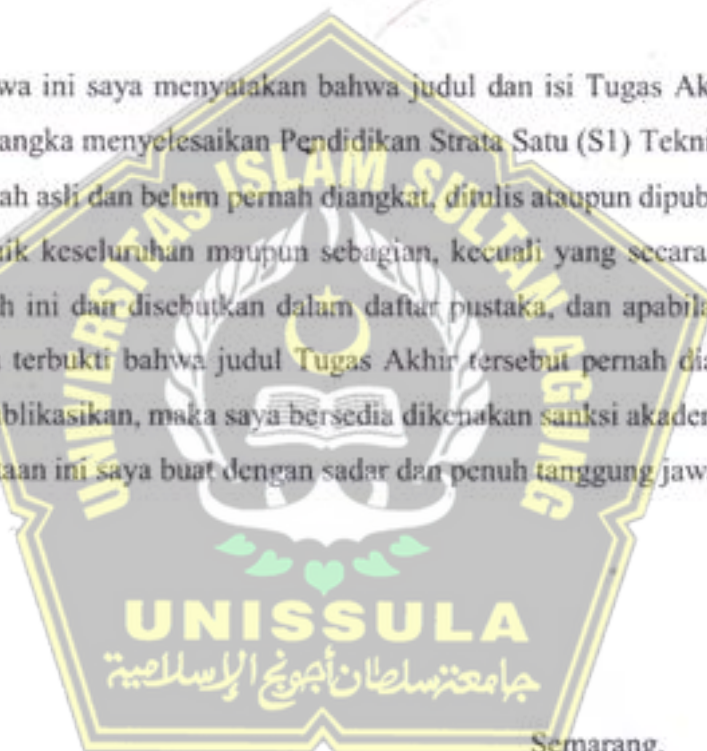 wa ini saya menyatakan bahwa judul dan isi Tugas Ak
angka menyelesaikan Pendidikan Strata Satu (S1) Tekni
ah asli dan belum pernah diangkat, ditulis ataupun dipub
ik keseluruhan maupun sebagian, kecuali yang secara
h ini dan disebutkan dalam daftar pustaka, dan apabila
terbukti bahwa judul Tugas Akhir tersebut pernah dia
blikasikan, maka saya bersedia dikenakan sanksi akader
aan ini saya buat dengan sadar dan penuh tanggung jaw
UNIVERSITAS ISLAM SULTAN AGUNG
UNISSULA
جامعة سلطان أجونج الإسلامية
Semarang,